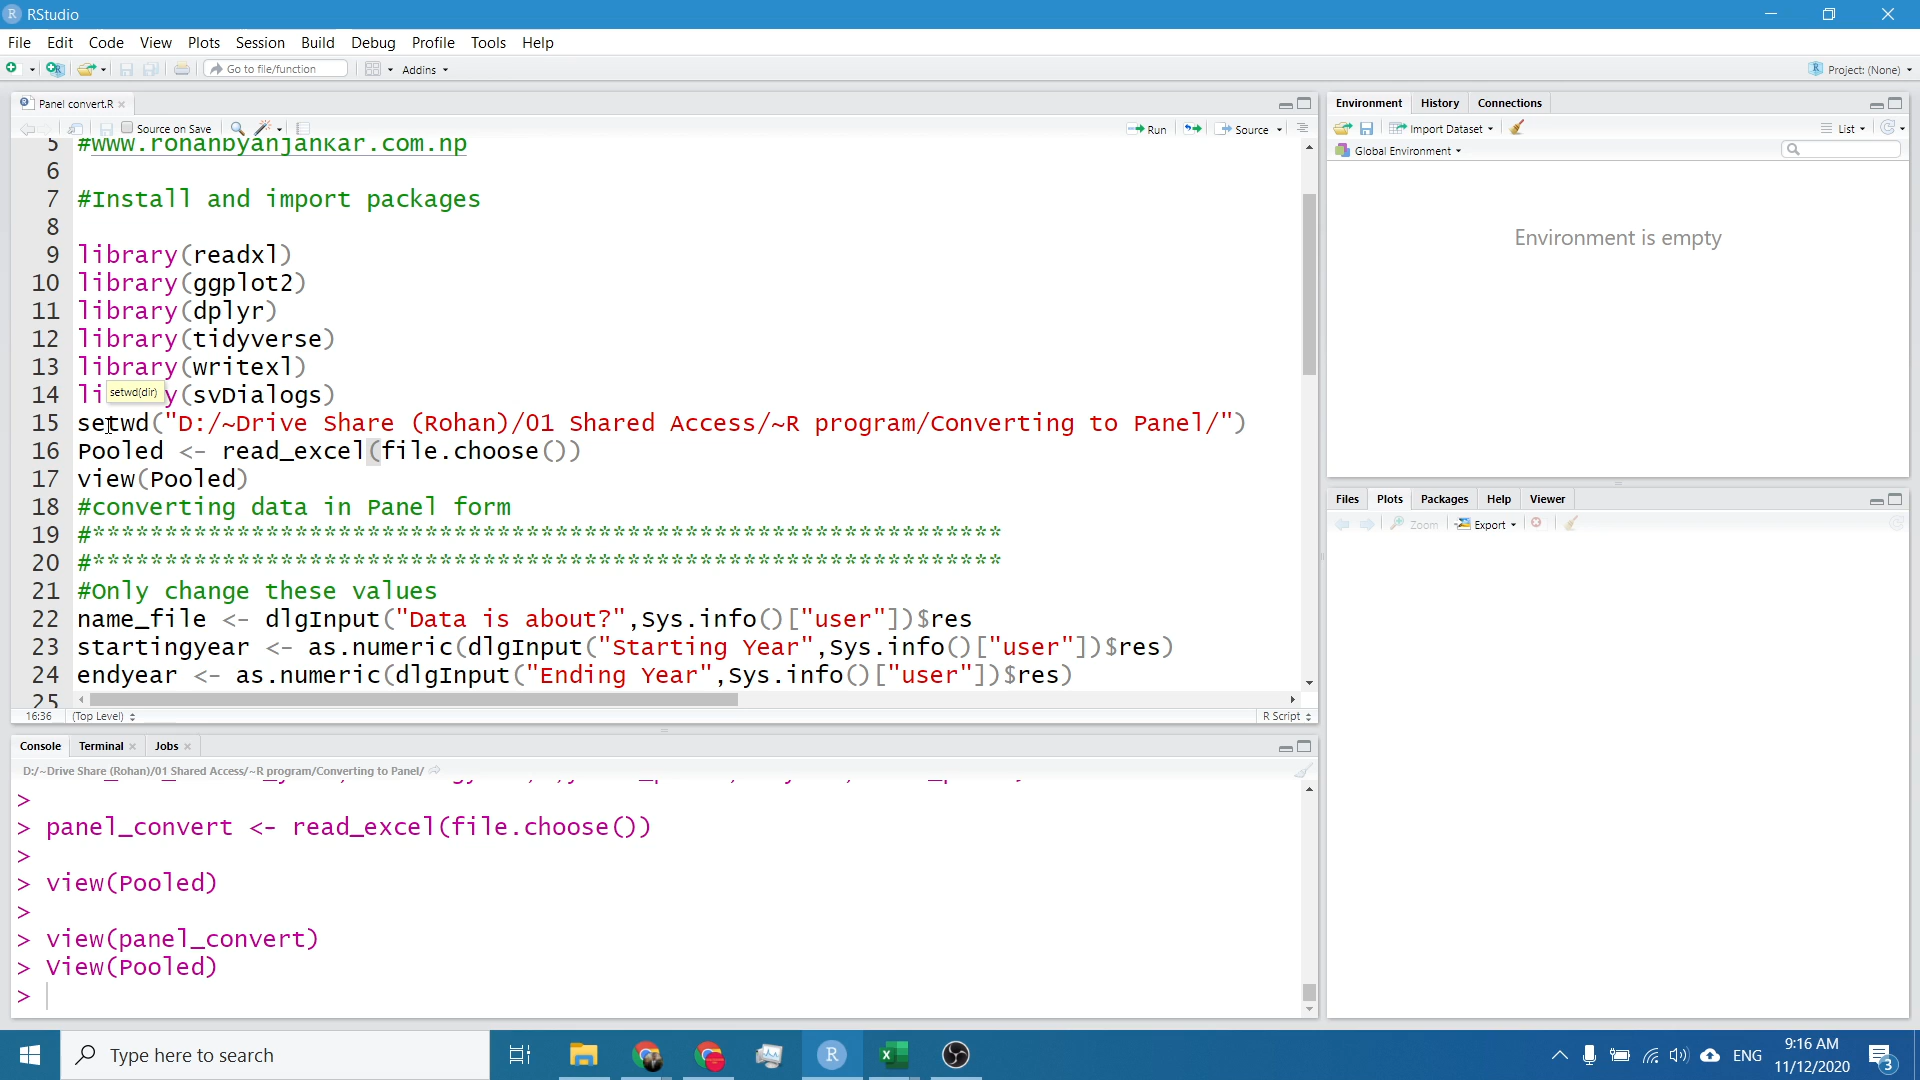 RStudio
File Edit Code View Plots Session Build Debug Profile Tools Help
Go to file/function Addins Project: (None)
Panel convert.R
Source on Save Run Source
5 #www.rohanbyanjankar.com.np
6
7 #Install and import packages
8
9 library(readxl)
10 library(ggplot2)
11 library(dplyr)
12 library(tidyverse)
13 library(writexl)
14 li y(svDialogs)
setwd(dir)
15 setwd("D:/~Drive Share (Rohan)/01 Shared Access/~R program/Converting to Panel/")
16 Pooled <- read_excel(file.choose())
17 view(Pooled)
18 #converting data in Panel form
19 #***************************************************************
20 #***************************************************************
21 #Only change these values
22 name_file <- dlgInput("Data is about?",Sys.info()["user"])$res
23 startingyear <- as.numeric(dlgInput("Starting Year",Sys.info()["user"])$res)
24 endyear <- as.numeric(dlgInput("Ending Year",Sys.info()["user"])$res)
25
16:36 (Top Level) R Script
Console Terminal Jobs
D:/~Drive Share (Rohan)/01 Shared Access/~R program/Converting to Panel/
>
> panel_convert <- read_excel(file.choose())
>
> view(Pooled)
>
> view(panel_convert)
> View(Pooled)
>
Environment History Connections
Import Dataset List
Global Environment
Environment is empty
Files Plots Packages Help Viewer
Zoom Export
Type here to search
ENG
9:16 AM
11/12/2020
3